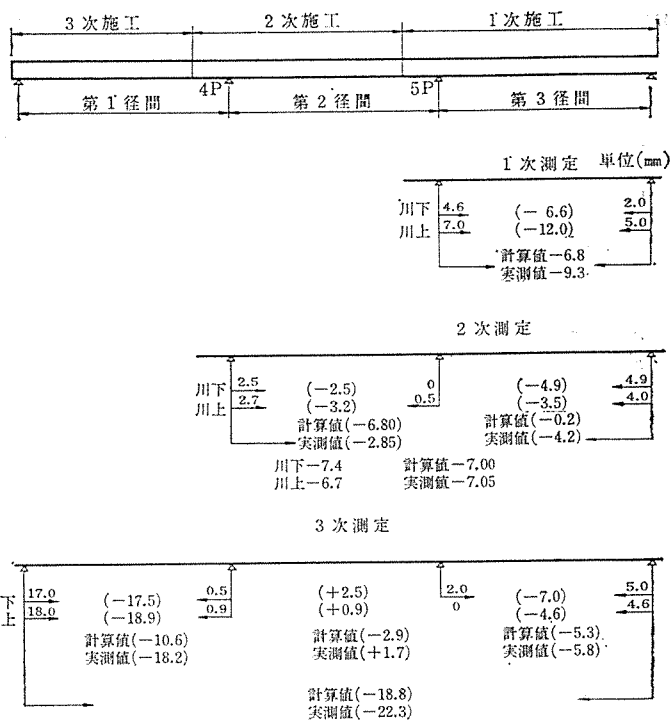 3次施工 2次施工 1次施工
4P 5P
第1径間 第2径間 第3径間
1次測定 単位(mm)
川下 4.6 (- 6.6) 2.0
川上 7.0 (-12.0) 5.0
計算値-6.8
実測値-9.3
2次測定
川下 2.5 (-2.5) 0 (-4.9) 4.9
川上 2.7 (-3.2) 0.5 (-3.5) 4.0
計算値(-6.80) 計算値(-0.2)
実測値(-2.85) 実測値(-4.2)
川下-7.4 計算値-7.00
川上-6.7 実測値-7.05
3次測定
下 17.0 (-17.5) 0.5 (+2.5) 2.0 (-7.0) 5.0
上 18.0 (-18.9) 0.9 (+0.9) 0 (-4.6) 4.6
計算値(-10.6) 計算値(-2.9) 計算値(-5.3)
実測値(-18.2) 実測値(+1.7) 実測値(-5.8)
計算値(-18.8)
実測値(-22.3)